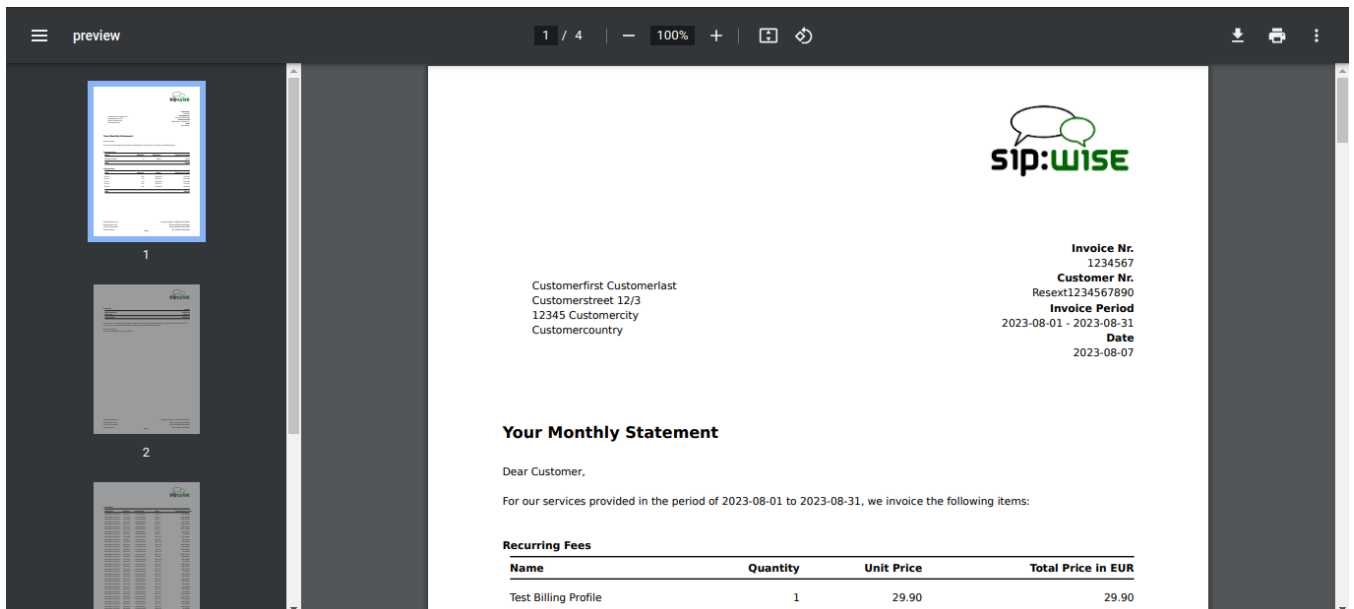 preview
1 / 4
100%
1
2
sip:wise
Invoice Nr.
1234567
Customer Nr.
Resext1234567890
Invoice Period
2023-08-01 - 2023-08-31
Date
2023-08-07
Customerfirst Customerlast
Customerstreet 12/3
12345 Customercity
Customercountry
Your Monthly Statement
Dear Customer,
For our services provided in the period of 2023-08-01 to 2023-08-31, we invoice the following items:
Recurring Fees
Name Quantity Unit Price Total Price in EUR
Test Billing Profile 1 29.90 29.90